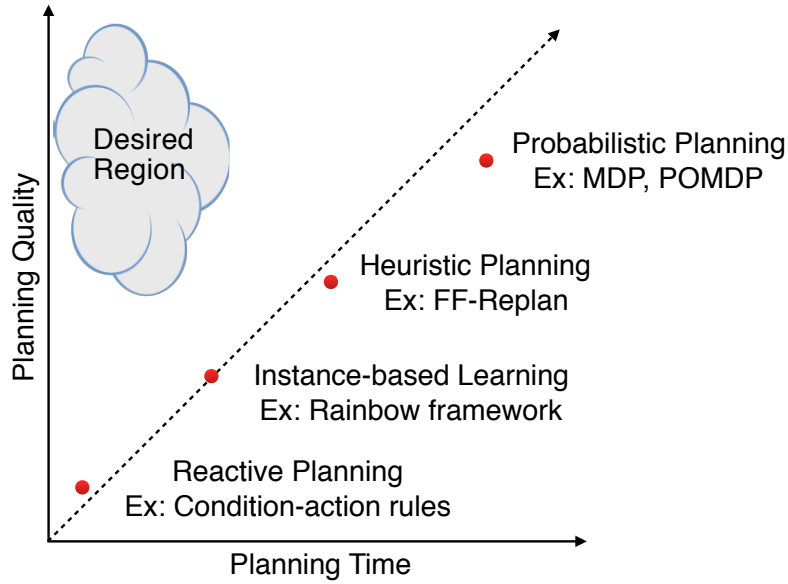 Desired
Region
Probabilistic Planning
Ex: MDP, POMDP
Heuristic Planning
Ex: FF-Replan
Instance-based Learning
Ex: Rainbow framework
Reactive Planning
Ex: Condition-action rules
Planning Quality
Planning Time